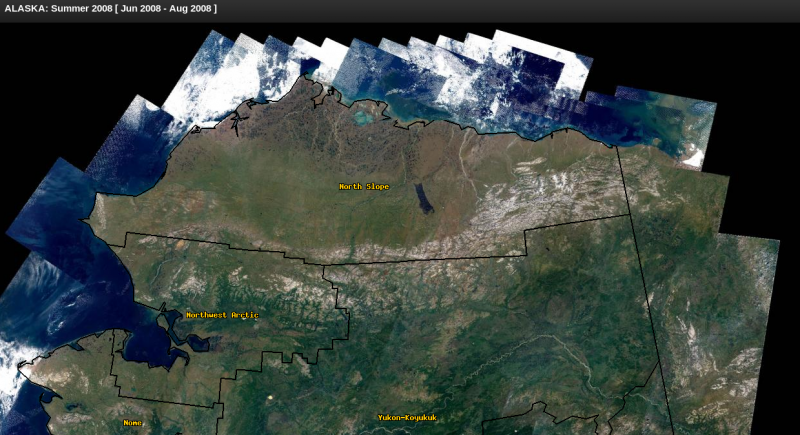 ALASKA: Summer 2008 [ Jun 2008 - Aug 2008 ]
North Slope
Northwest Arctic
Yukon-Koyukuk
Nome